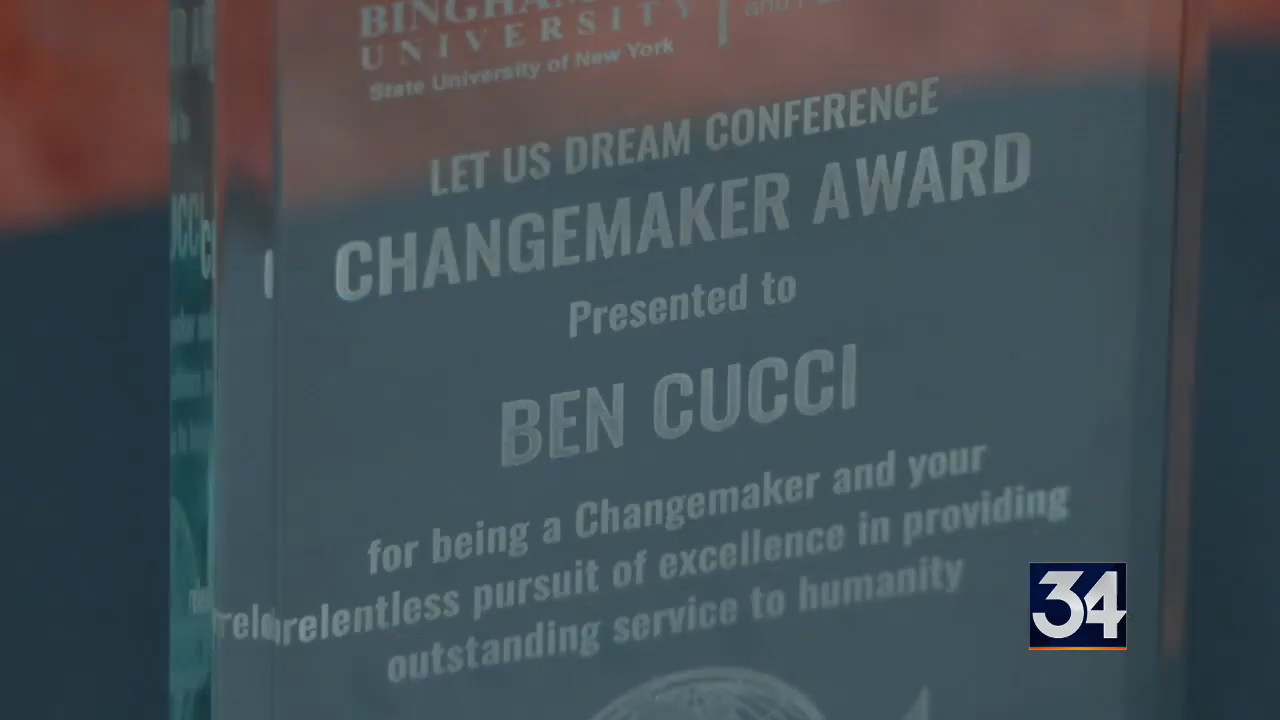 UNIVERSITY
State University of New York
LET US DREAM CONFERENCE
CHANGEMAKER AWARD
Presented to
BEN CUCCI
for being a Changemaker and your
relentless pursuit of excellence in providing
outstanding service to humanity
34